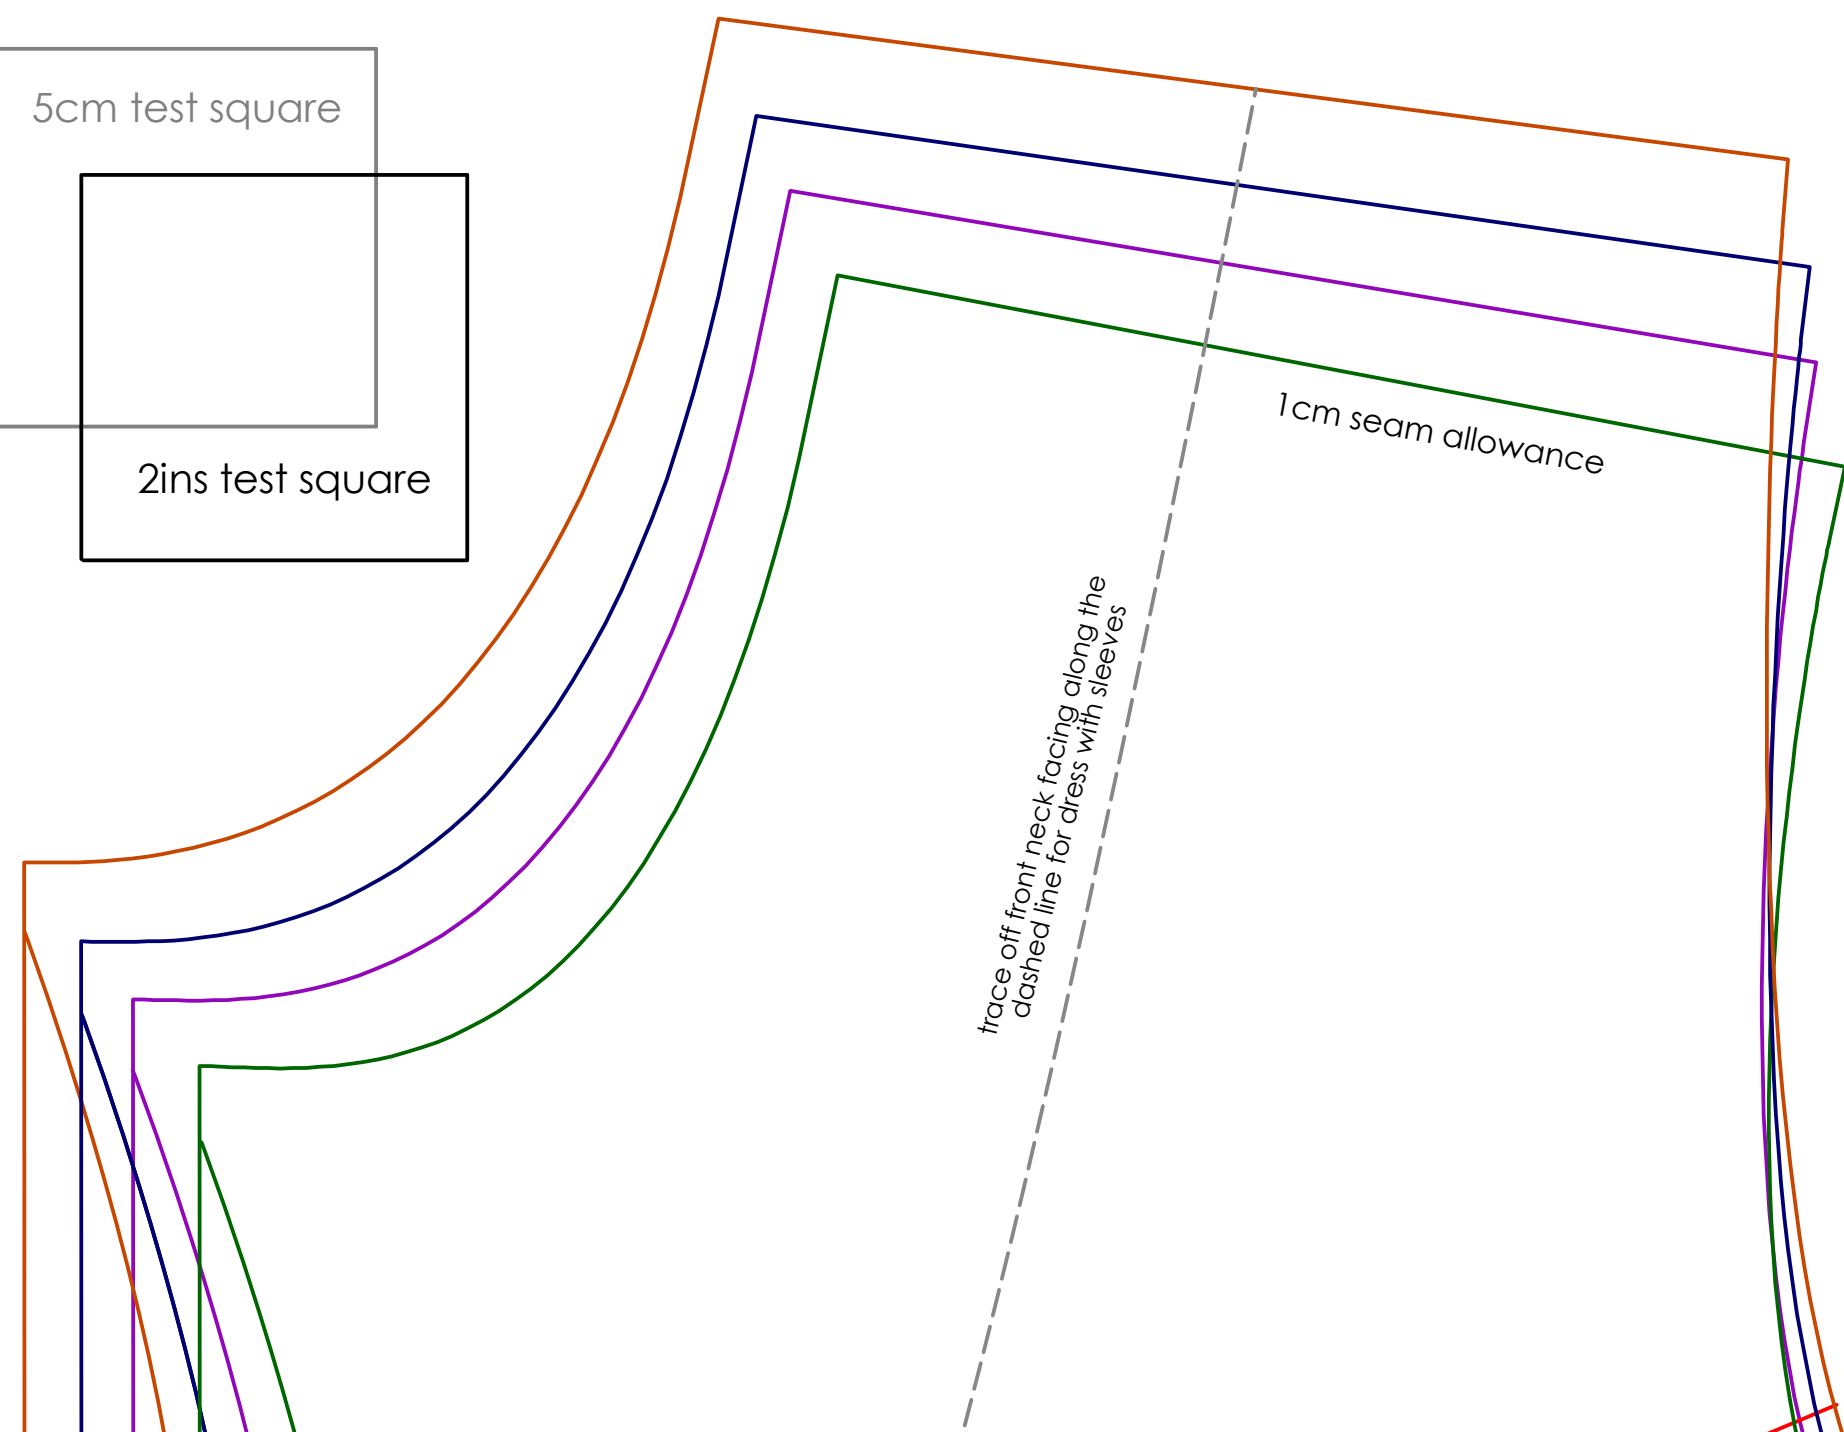 5cm test square
2ins test square
1cm seam allowance
trace off front neck facing along the
dashed line for dress with sleeves